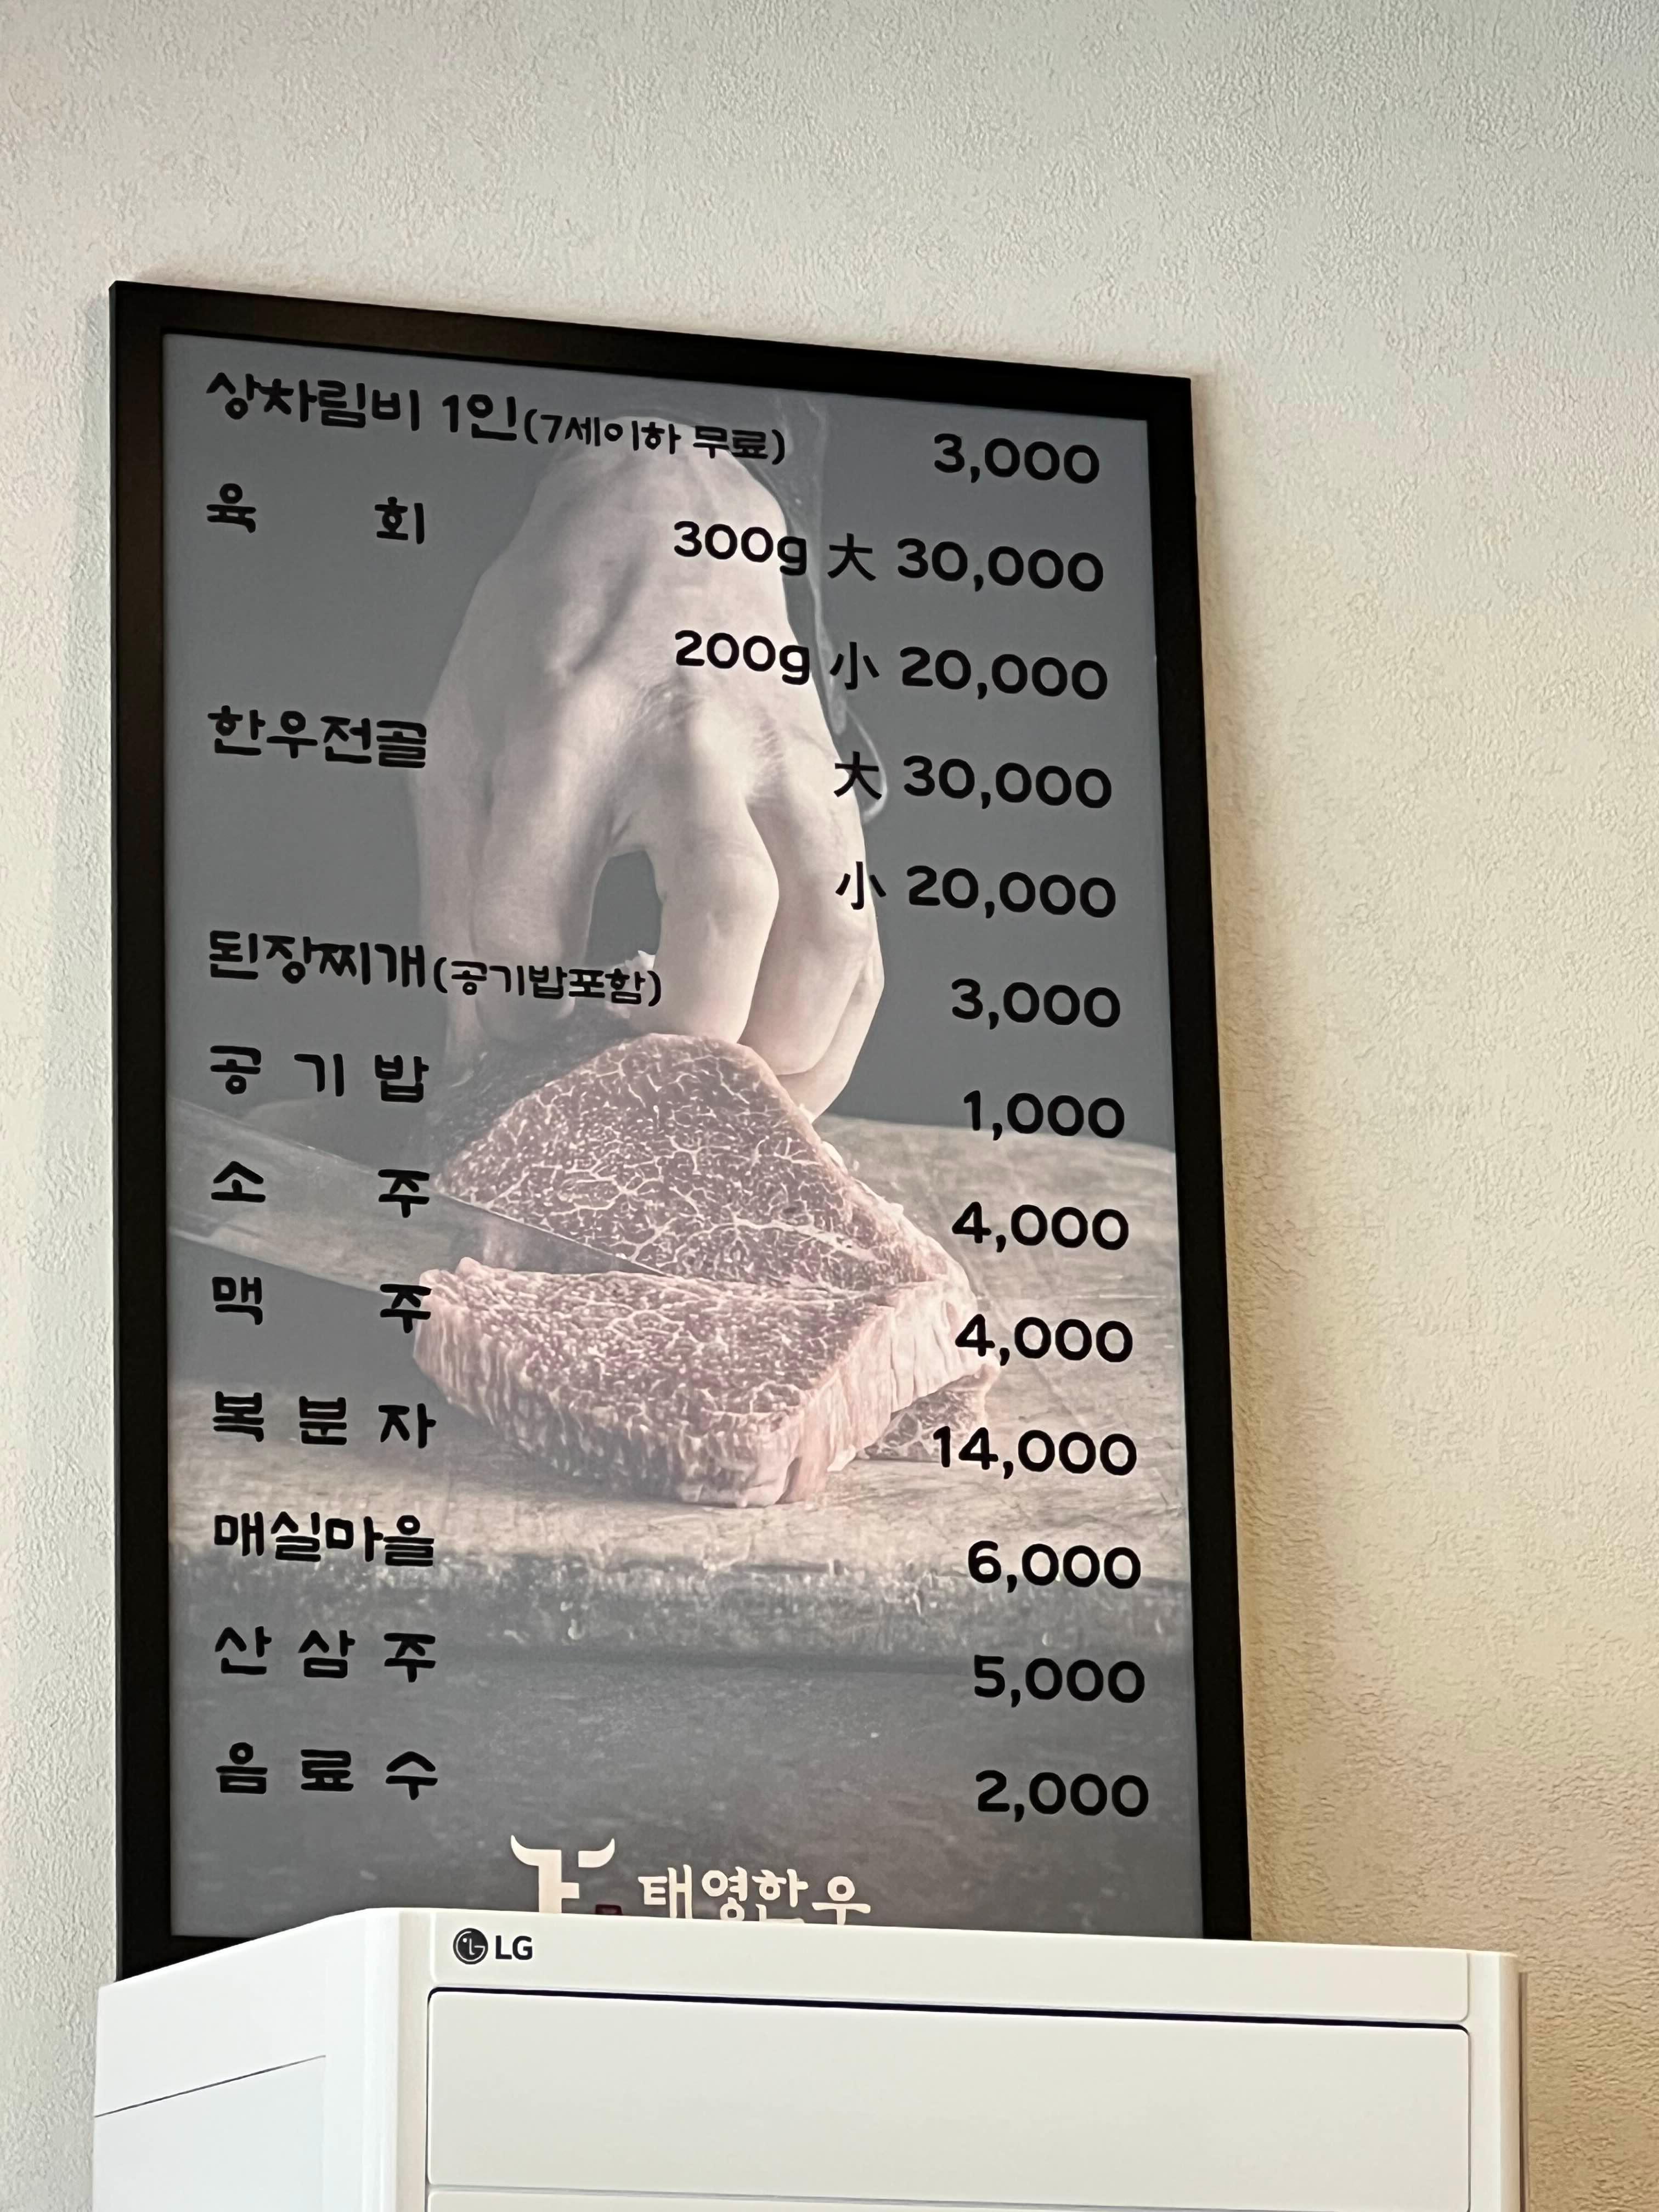 상차림비 1인(7세이하 무료) 3,000
육 회 300g 大 30,000
200g 小 20,000
한우전골 大 30,000
小 20,000
된장찌개(공기밥포함) 3,000
공 기 밥 1,000
소 주 4,000
맥 주 4,000
복 분 자 14,000
매실마을 6,000
산 삼 주 5,000
음 료 수 2,000
태영한우
LG